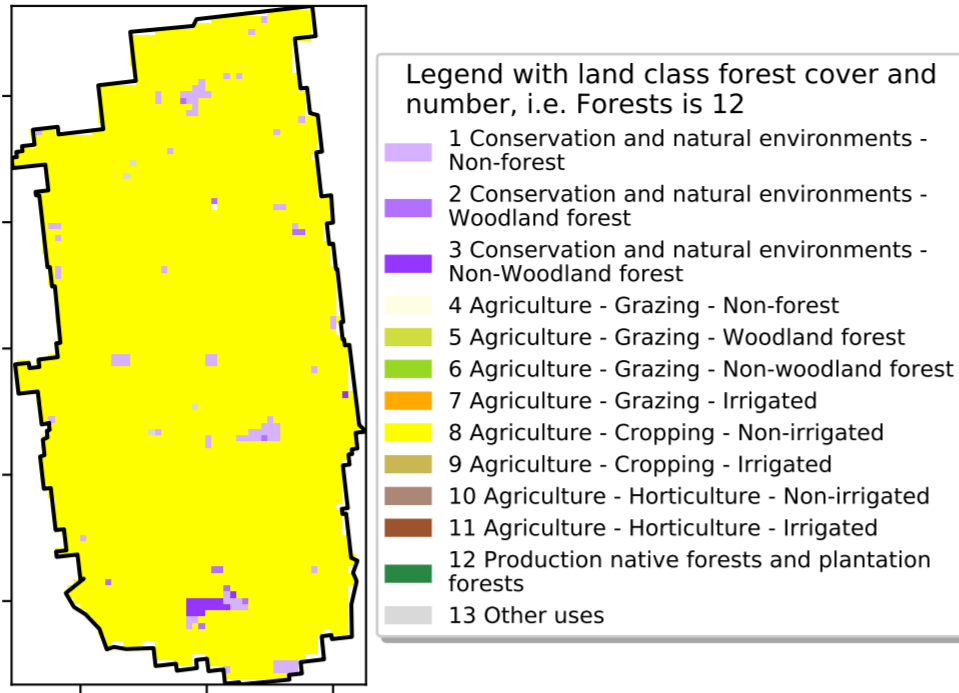 Legend with land class forest cover and
number, i.e. Forests is 12
1 Conservation and natural environments -
Non-forest
2 Conservation and natural environments -
Woodland forest
3 Conservation and natural environments -
Non-Woodland forest
4 Agriculture - Grazing - Non-forest
5 Agriculture - Grazing - Woodland forest
6 Agriculture - Grazing - Non-woodland forest
7 Agriculture - Grazing - Irrigated
8 Agriculture - Cropping - Non-irrigated
9 Agriculture - Cropping - Irrigated
10 Agriculture - Horticulture - Non-irrigated
11 Agriculture - Horticulture - Irrigated
12 Production native forests and plantation
forests
13 Other uses